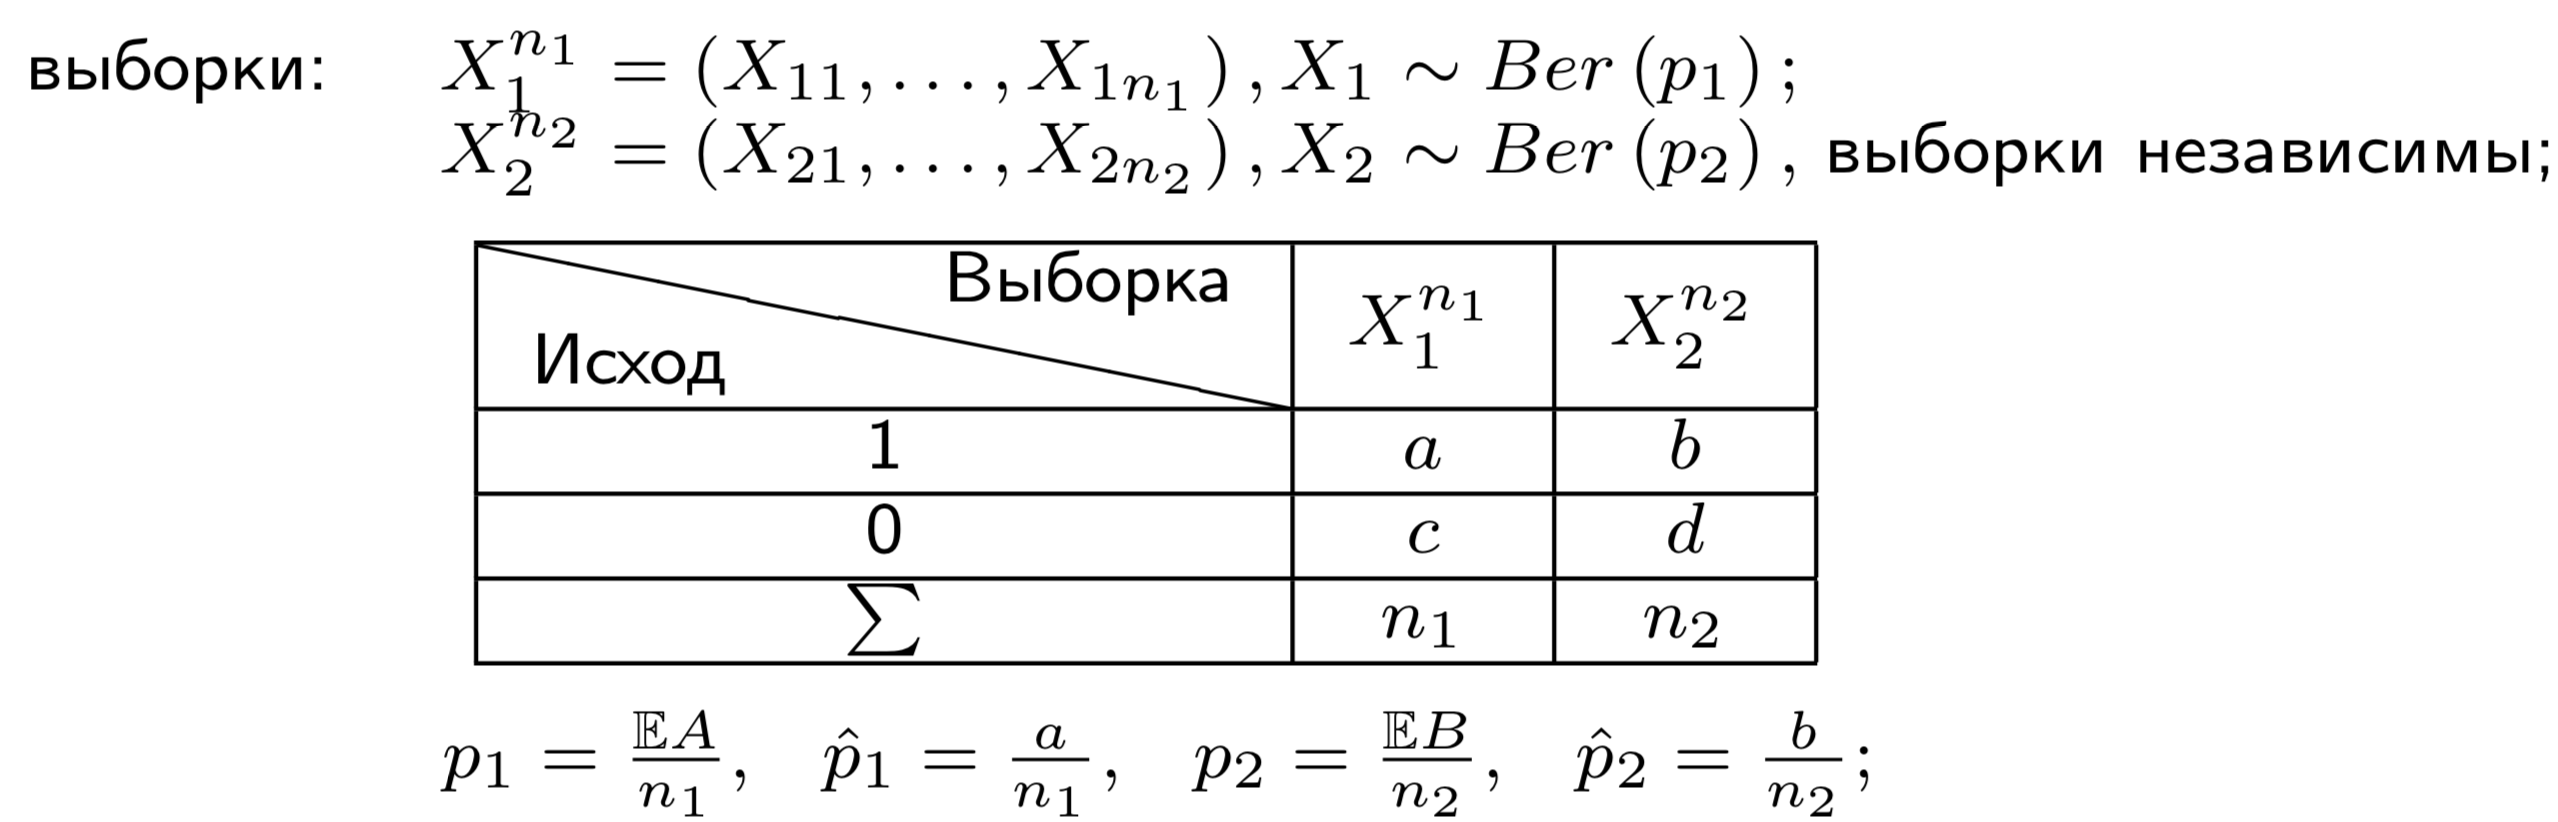 выборки: X_1^{n_1} = (X_{11}, ..., X_{1n_1}), X_1 ~ Ber(p_1);
X_2^{n_2} = (X_{21}, ..., X_{2n_2}), X_2 ~ Ber(p_2), выборки независимы;
Выборка X_1^{n_1} X_2^{n_2}
Исход
1 a b
0 c d
∑ n_1 n_2
p_1 = 𝔼A/n_1, p̂_1 = a/n_1, p_2 = 𝔼B/n_2, p̂_2 = b/n_2;